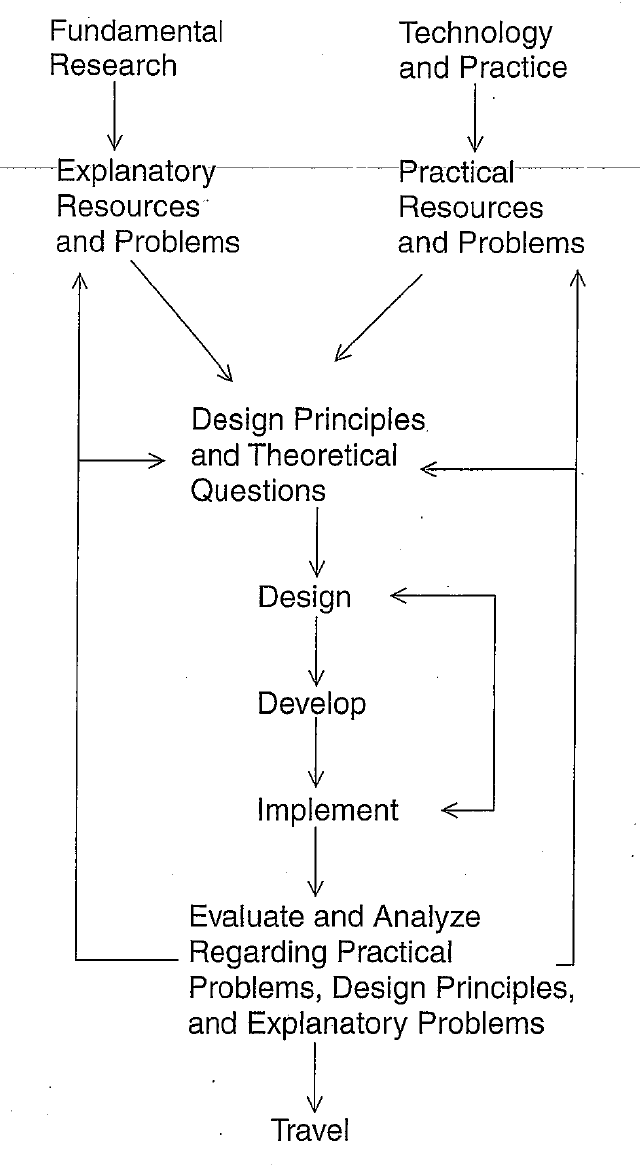 Fundamental
Research
Technology
and Practice
Explanatory
Resources
and Problems
Practical
Resources
and Problems
Design Principles
and Theoretical
Questions
Design
Develop
Implement
Evaluate and Analyze
Regarding Practical
Problems, Design Principles,
and Explanatory Problems
Travel